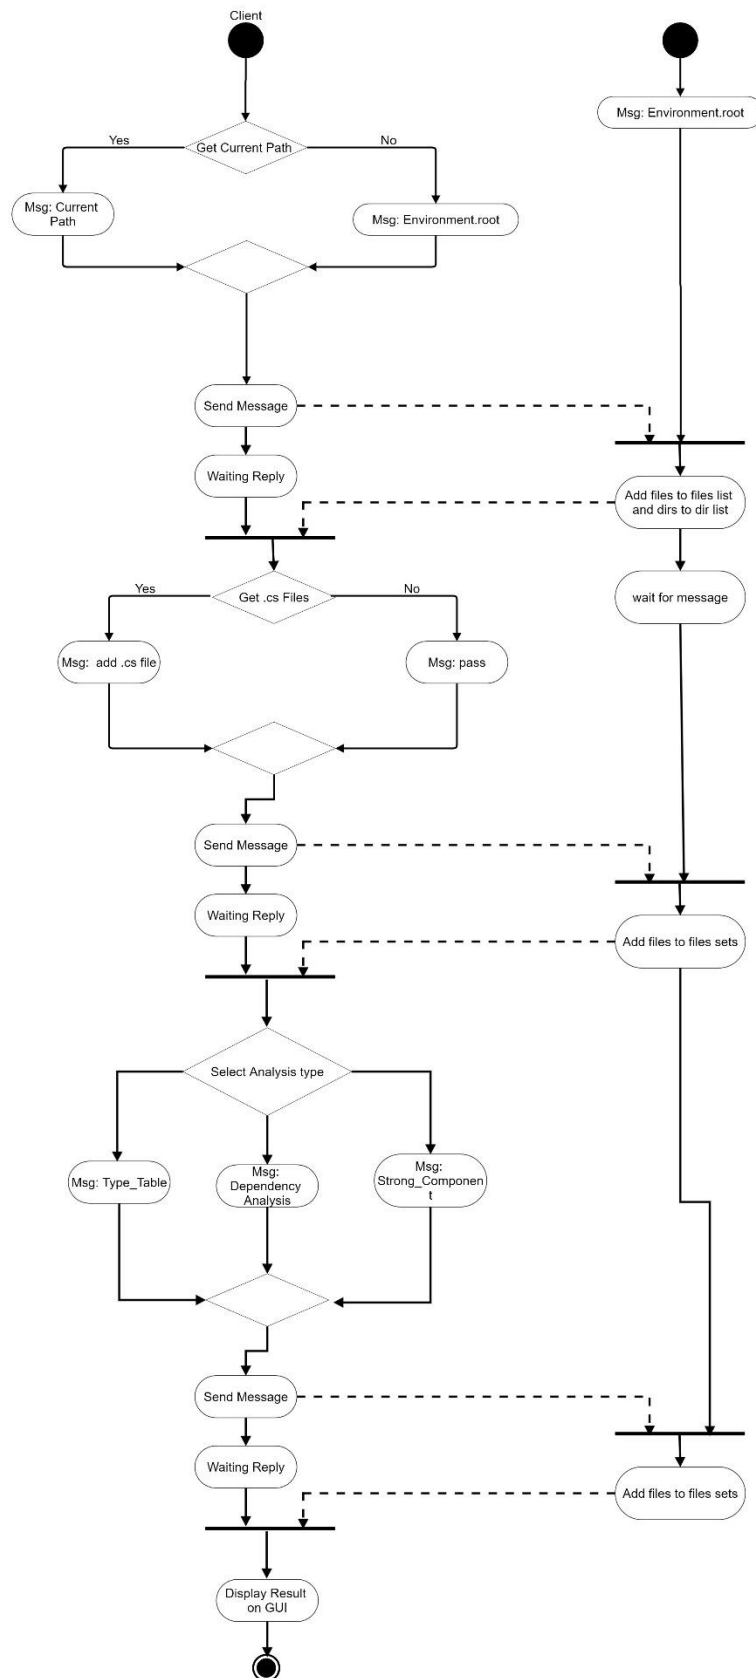 Client
Msg: Environment.root
Yes
Get Current Path
No
Msg: Current
Path
Msg: Environment.root
Send Message
Waiting Reply
Add files to files list
and dirs to dir list
Yes
Get .cs Files
No
wait for message
Msg:  add .cs file
Msg: pass
Send Message
Waiting Reply
Add files to files sets
Select Analysis type
Msg: Type_Table
Msg:
Dependency
Analysis
Msg:
Strong_Componen
t
Send Message
Waiting Reply
Add files to files sets
Display Result
on GUI